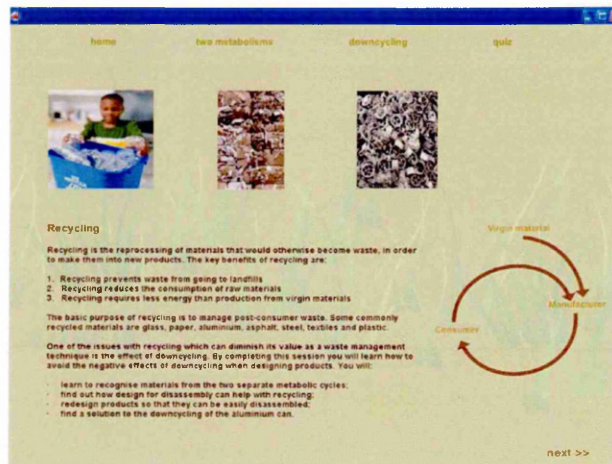 home two metabolisms downcycling quiz
Recycling
Recycling is the reprocessing of materials that would otherwise become waste, in order
to make them into new products. The key benefits of recycling are:
1. Recycling prevents waste from going to landfills
2. Recycling reduces the consumption of raw materials
3. Recycling requires less energy than production from virgin materials
The basic purpose of recycling is to manage post-consumer waste. Some commonly
recycled materials are glass, paper, aluminium, asphalt, steel, textiles and plastic.
One of the issues with recycling which can diminish its value as a waste management
technique is the effect of downcycling. By completing this session you will learn how to
avoid the negative effects of downcycling when designing products. You will:
· learn to recognise materials from the two separate metabolic cycles;
· find out how design for disassembly can help with recycling;
· redesign products so that they can be easily disassembled;
· find a solution to the downcycling of the aluminium can.
Virgin material
Manufacturer
Consumer
next >>